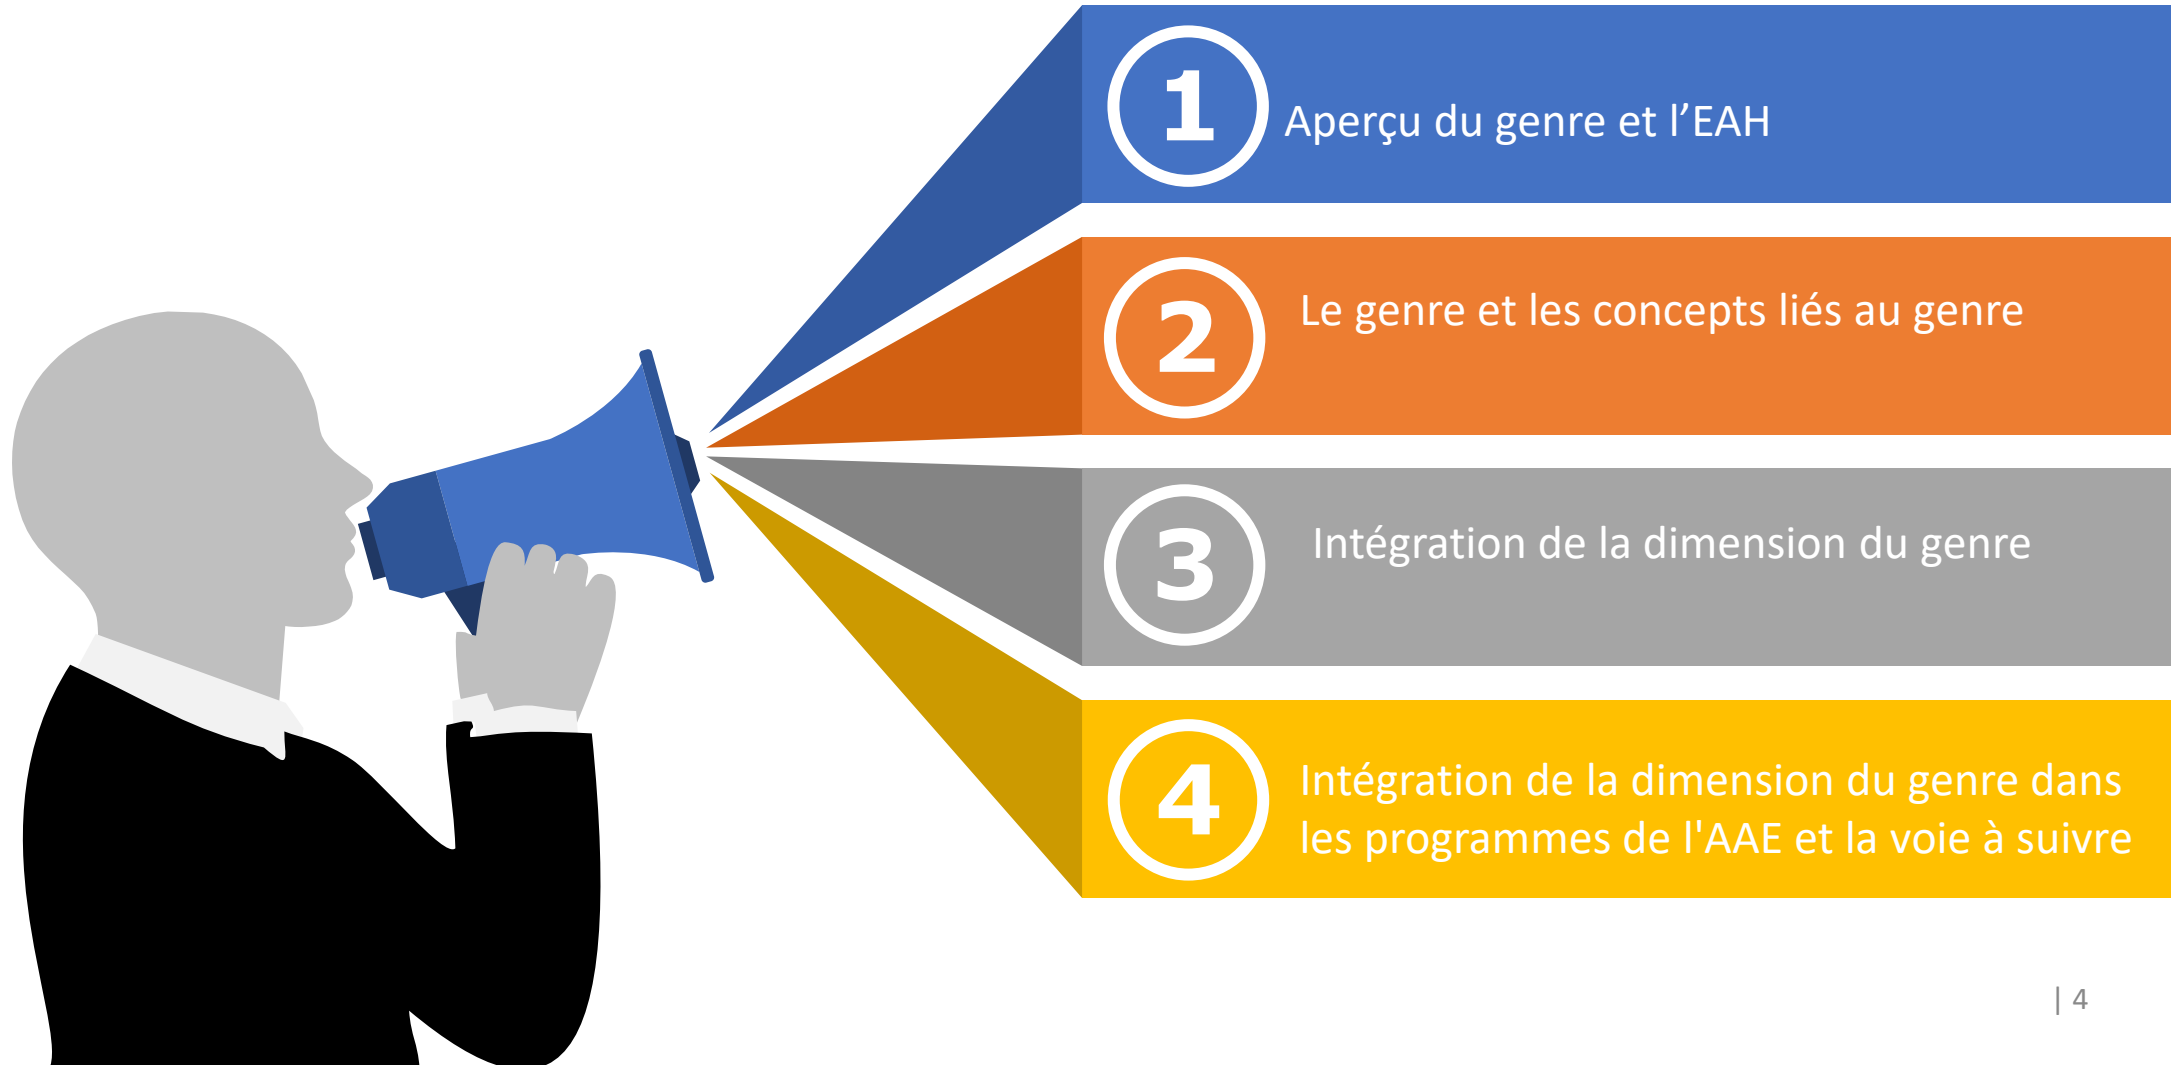 1
Aperçu du genre et l’EAH
2
Le genre et les concepts liés au genre
3
Intégration de la dimension du genre
4
Intégration de la dimension du genre dans
les programmes de l'AAE et la voie à suivre
| 4